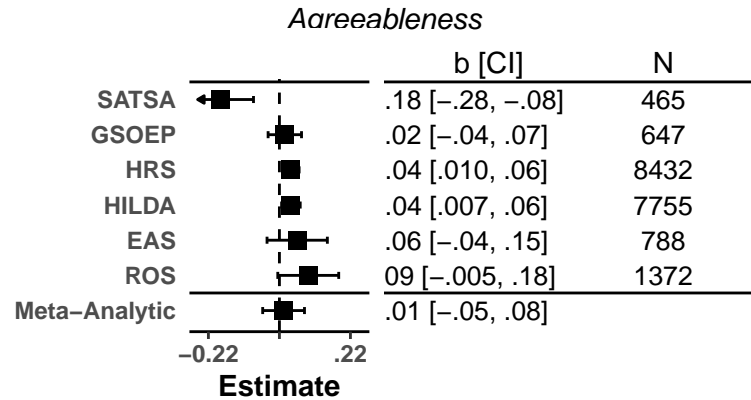 Agreeableness
b [CI] N
SATSA .18 [−.28, −.08] 465
GSOEP .02 [−.04, .07] 647
HRS .04 [.010, .06] 8432
HILDA .04 [.007, .06] 7755
EAS .06 [−.04, .15] 788
ROS 09 [−.005, .18] 1372
Meta−Analytic .01 [−.05, .08]
−0.22 .22
Estimate